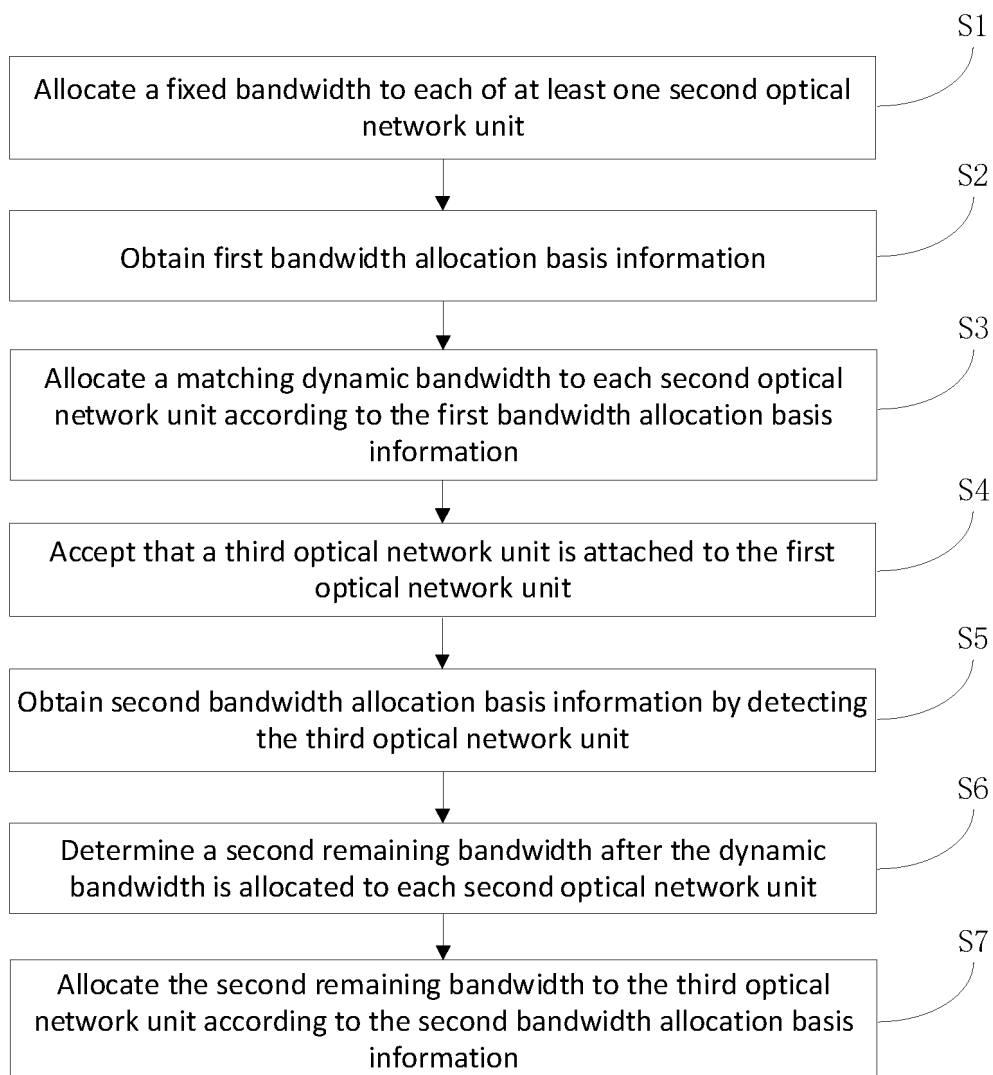 S1
Allocate a fixed bandwidth to each of at least one second optical
network unit
S2
Obtain first bandwidth allocation basis information
S3
Allocate a matching dynamic bandwidth to each second optical
network unit according to the first bandwidth allocation basis
information
S4
Accept that a third optical network unit is attached to the first
optical network unit
S5
Obtain second bandwidth allocation basis information by detecting
the third optical network unit
S6
Determine a second remaining bandwidth after the dynamic
bandwidth is allocated to each second optical network unit
S7
Allocate the second remaining bandwidth to the third optical
network unit according to the second bandwidth allocation basis
information